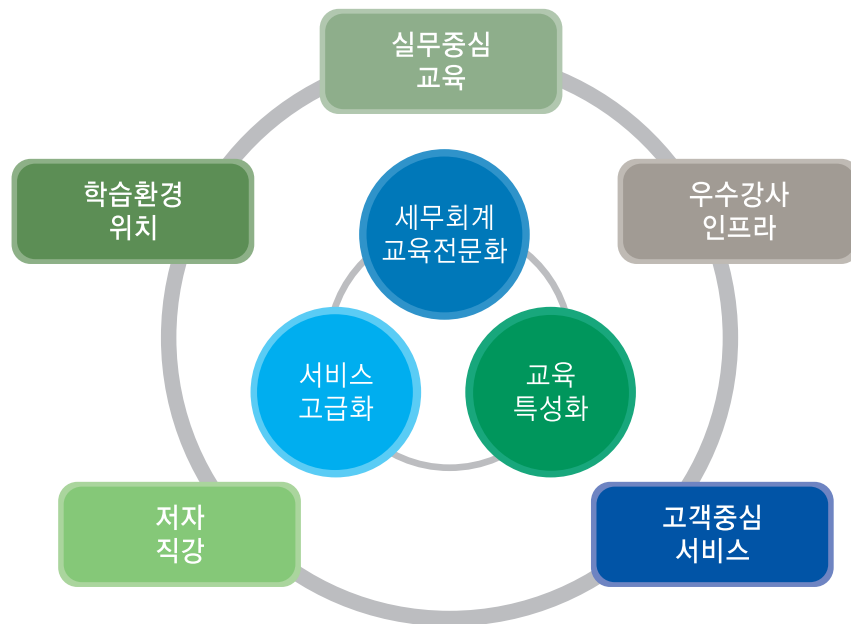 실무중심
교육
학습환경
위치
우수강사
인프라
세무회계
교육전문화
서비스
고급화
교육
특성화
저자
직강
고객중심
서비스